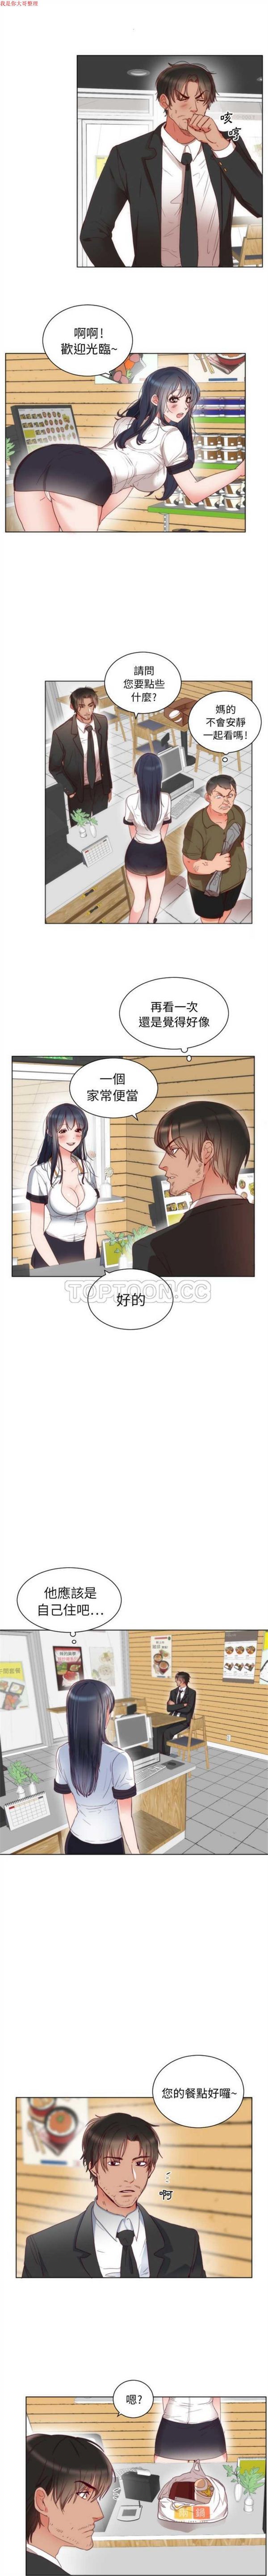 我是你大哥整理
咳
哼
啊啊!
歡迎光臨~
請問
您要點些
什麼?
媽的
不會安靜
一起看嗎!
再看一次
還是覺得好像
一個
家常便當
好的
TOPTOON.CC
他應該是
自己住吧...
您的餐點好囉~
啊
嗯?